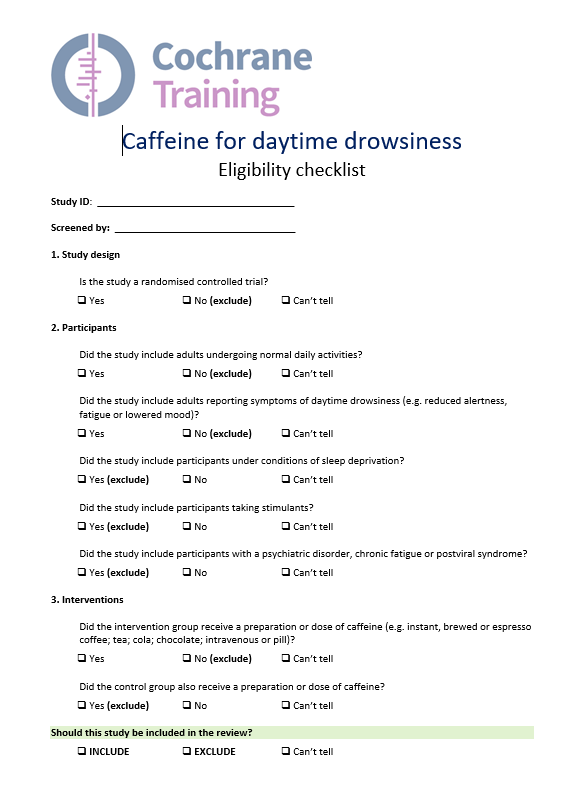 Cochrane
Training
Caffeine for daytime drowsiness
Eligibility checklist
Study ID: ___________________________________
Screened by: ________________________________
1. Study design
Is the study a randomised controlled trial?
❑ Yes ❑ No (exclude) ❑ Can't tell
2. Participants
Did the study include adults undergoing normal daily activities?
❑ Yes ❑ No (exclude) ❑ Can't tell
Did the study include adults reporting symptoms of daytime drowsiness (e.g. reduced alertness,
fatigue or lowered mood)?
❑ Yes ❑ No (exclude) ❑ Can't tell
Did the study include participants under conditions of sleep deprivation?
❑ Yes (exclude) ❑ No ❑ Can't tell
Did the study include participants taking stimulants?
❑ Yes (exclude) ❑ No ❑ Can't tell
Did the study include participants with a psychiatric disorder, chronic fatigue or postviral syndrome?
❑ Yes (exclude) ❑ No ❑ Can't tell
3. Interventions
Did the intervention group receive a preparation or dose of caffeine (e.g. instant, brewed or espresso
coffee; tea; cola; chocolate; intravenous or pill)?
❑ Yes ❑ No (exclude) ❑ Can't tell
Did the control group also receive a preparation or dose of caffeine?
❑ Yes (exclude) ❑ No ❑ Can't tell
Should this study be included in the review?
❑ INCLUDE ❑ EXCLUDE ❑ Can't tell